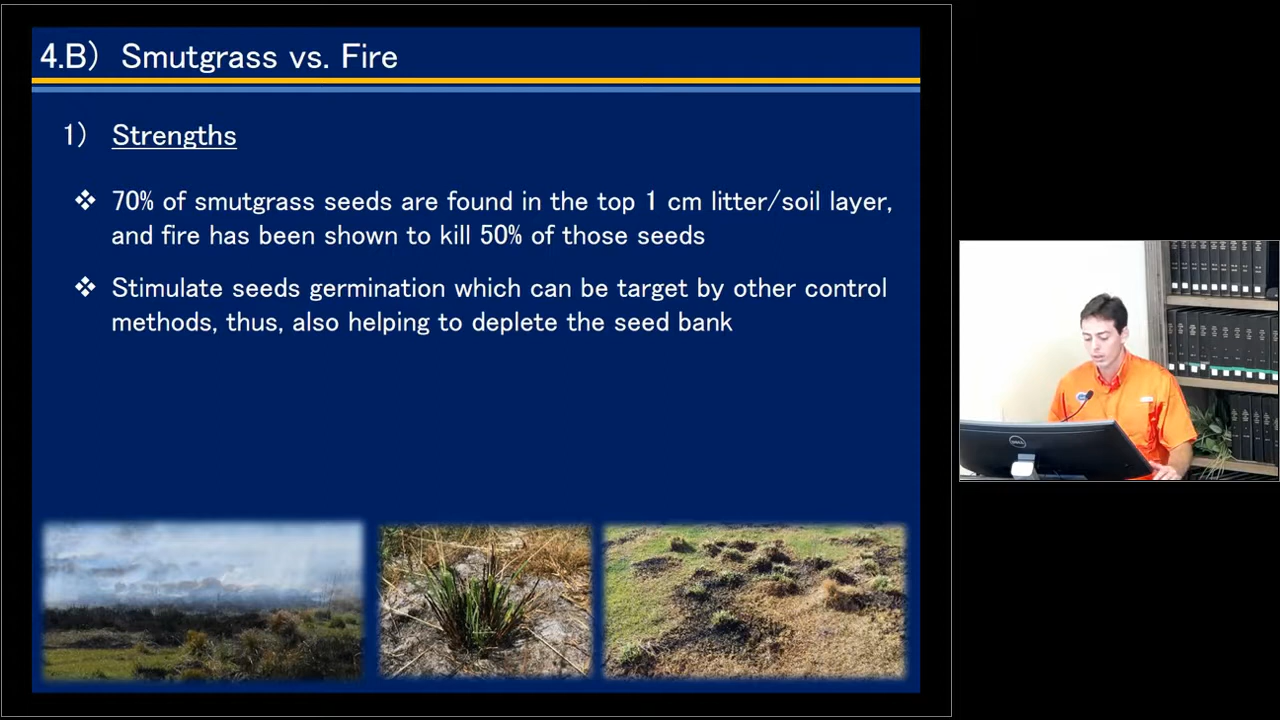 4.B) Smutgrass vs. Fire
1) Strengths
❖ 70% of smutgrass seeds are found in the top 1 cm litter/soil layer,
and fire has been shown to kill 50% of those seeds
❖ Stimulate seeds germination which can be target by other control
methods, thus, also helping to deplete the seed bank
DELL